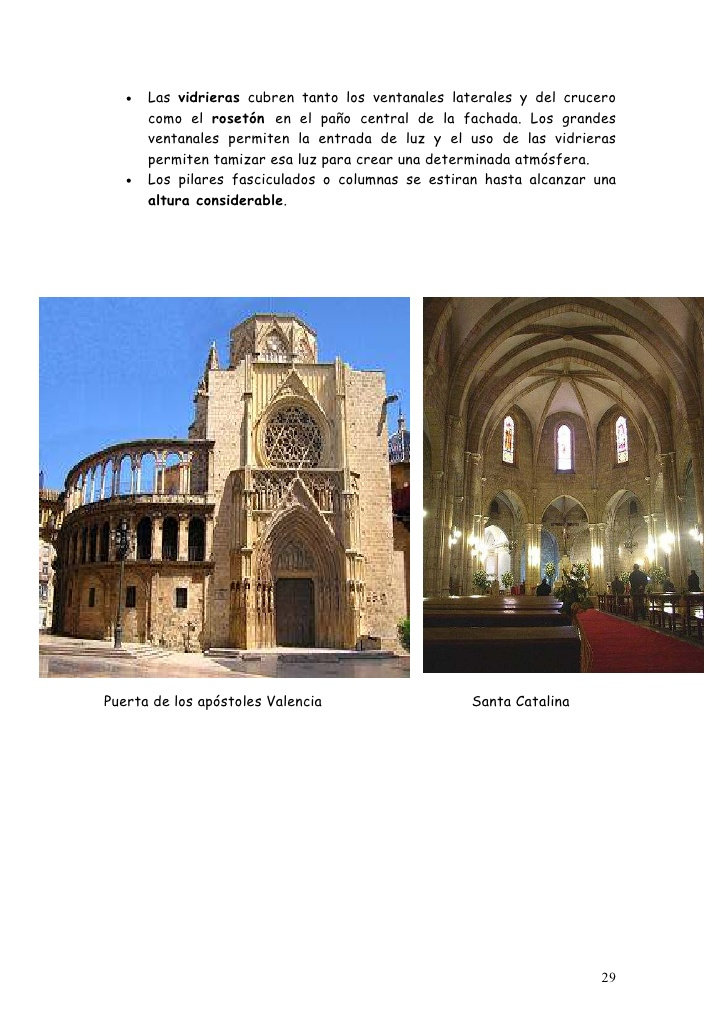 • Las vidrieras cubren tanto los ventanales laterales y del crucero
como el rosetón en el paño central de la fachada. Los grandes
ventanales permiten la entrada de luz y el uso de las vidrieras
permiten tamizar esa luz para crear una determinada atmósfera.
• Los pilares fasciculados o columnas se estiran hasta alcanzar una
altura considerable.
Puerta de los apóstoles Valencia
Santa Catalina
29